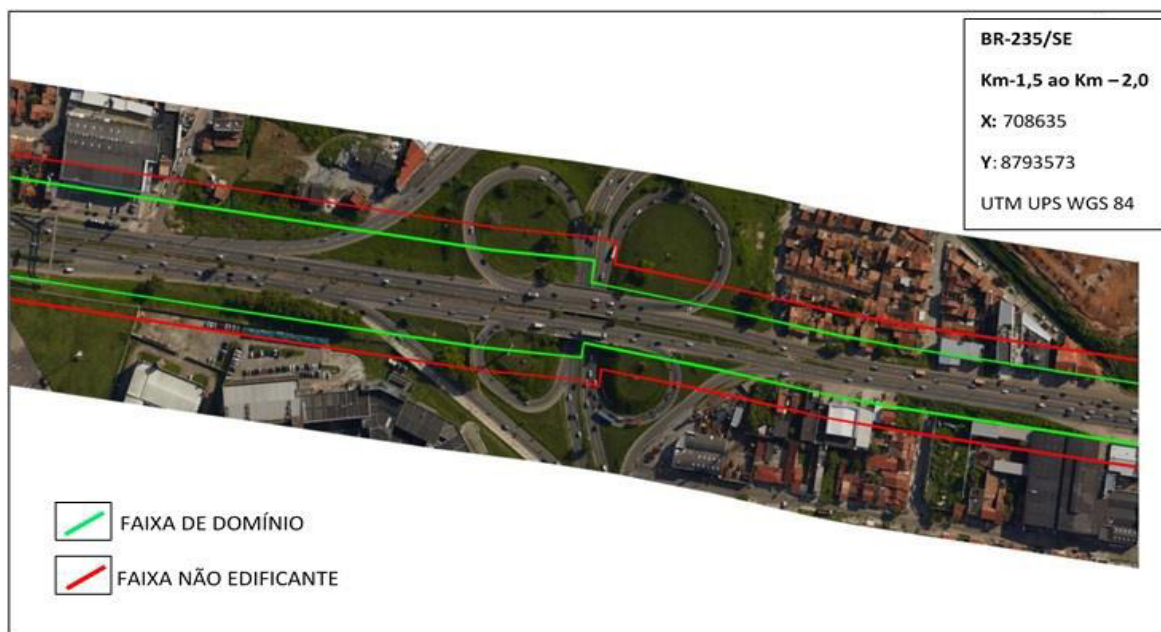 BR-235/SE
Km-1,5 ao Km – 2,0
X: 708635
Y: 8793573
UTM UPS WGS 84
FAIXA DE DOMÍNIO
FAIXA NÃO EDIFICANTE